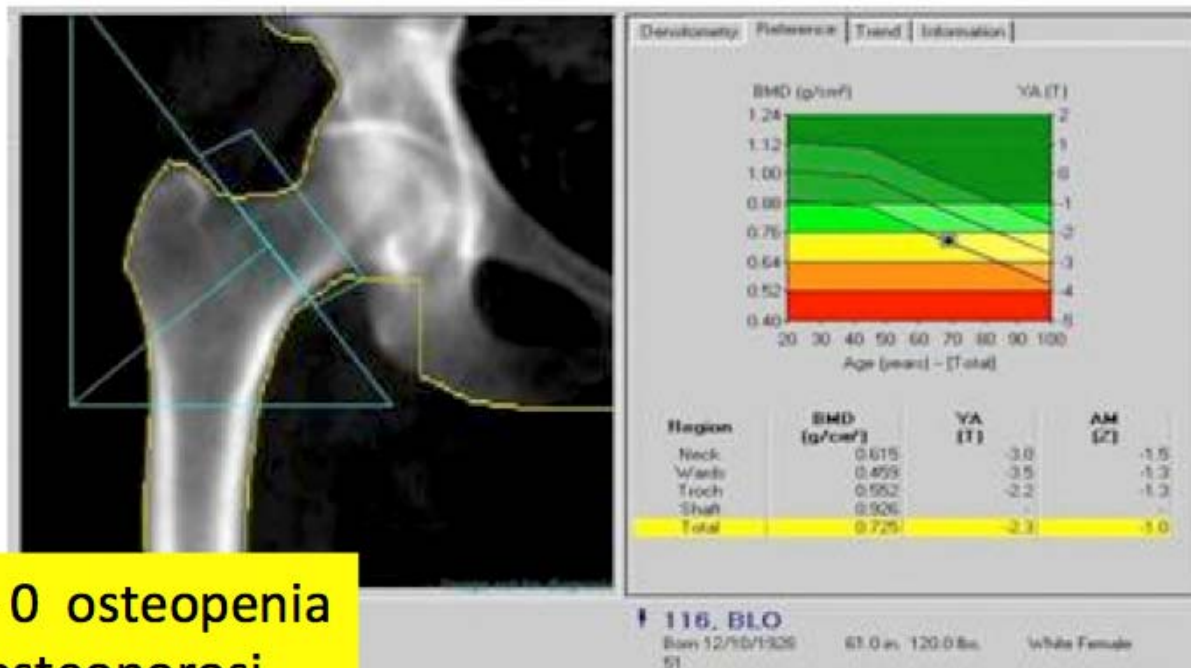 Densitometry Reference Trend Information
BMD (g/cm²) YA (T)
1.24 2
1.12 1
1.00 0
0.88 -1
0.76 -2
0.64 -3
0.52 -4
0.40 -5
20 30 40 50 60 70 80 90 100
Age (years) - [Total]
Region BMD (g/cm²) YA (T) AM (Z)
Neck 0.615 -3.0 -1.5
Wards 0.459 -3.5 -1.3
Troch 0.552 -2.2 -1.3
Shaft 0.926 - -
Total 0.725 -2.3 -1.0
0 osteopenia
osteoporosi
116, BLO
61.0 in. 120.0 lbs. White Female
51